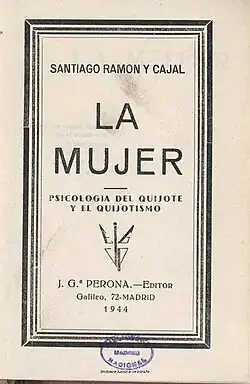 SANTIAGO RAMON Y CAJAL
LA
MUJER
PSICOLOGIA DEL QUIJOTE
Y EL QUIJOTISMO
J. G.ª PERONA.—EDITOR
Galileo, 72-MADRID
1944
MADRID
NACIONAL